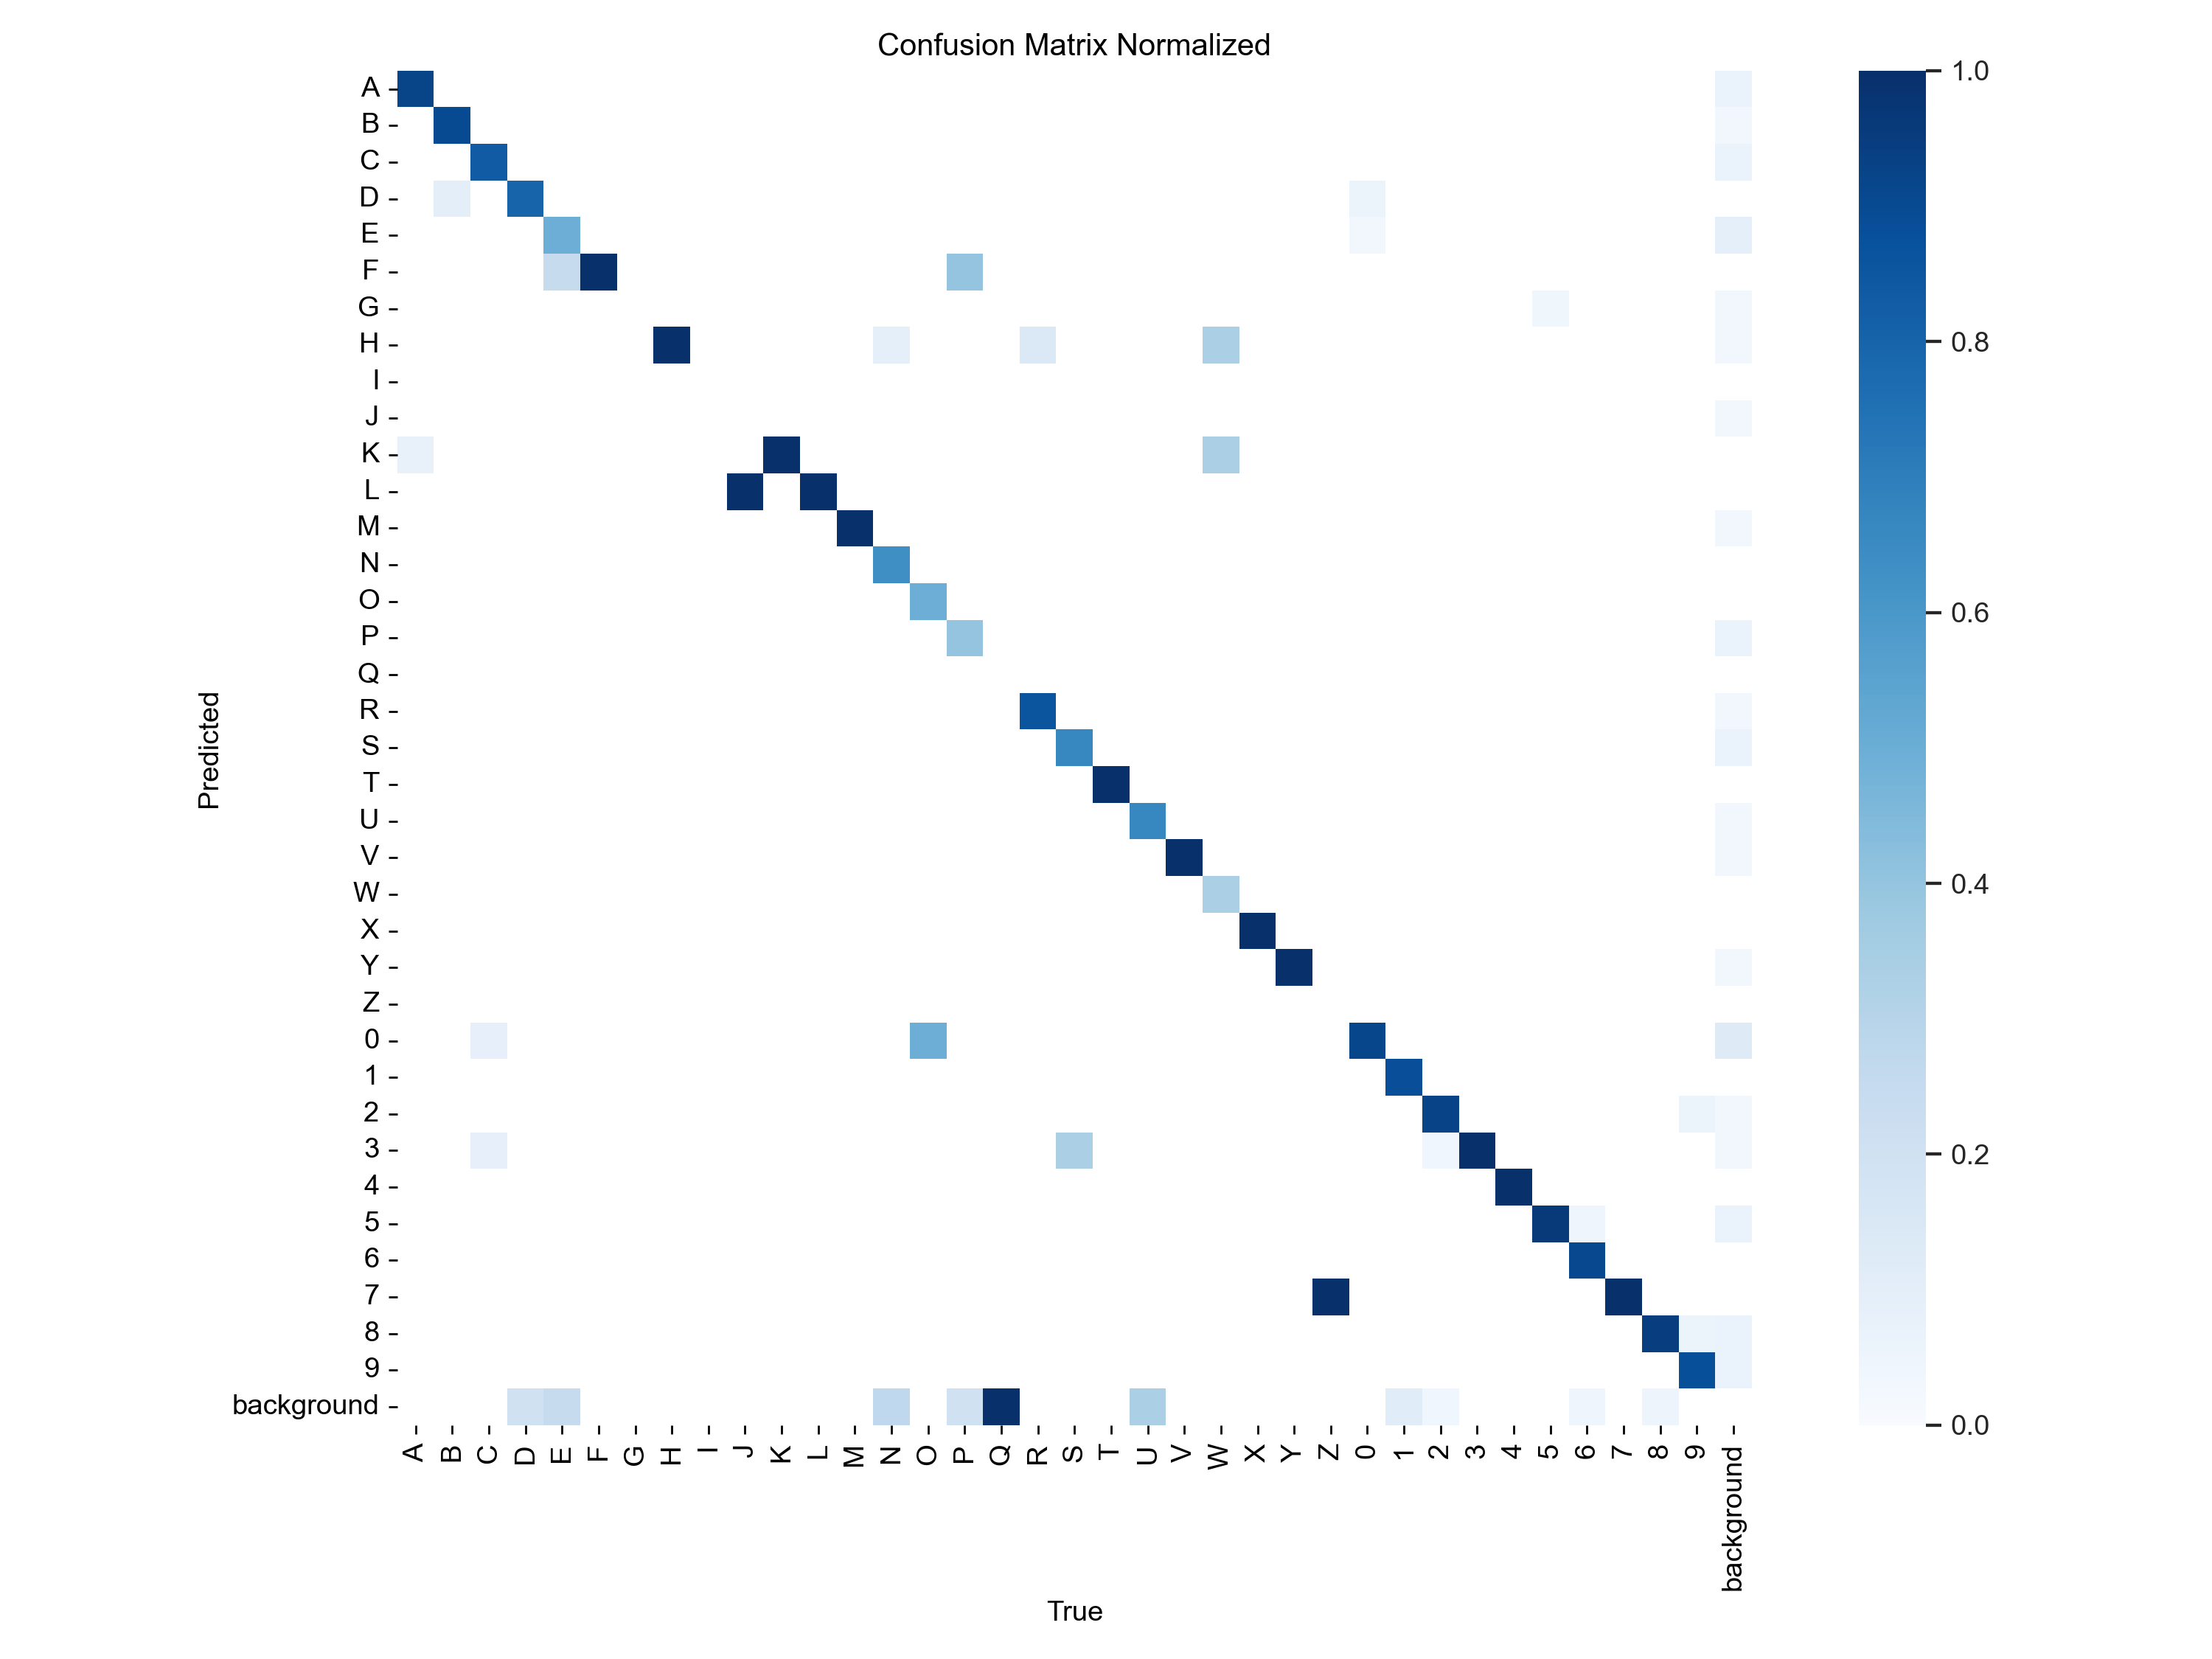 Confusion Matrix Normalized
A
B
C
D
E
F
G
H
I
J
K
L
M
N
O
P
Q
R
S
T
U
V
W
X
Y
Z
0
1
2
3
4
5
6
7
8
9
background
Predicted
A B C D E F G H I J K L M N O P Q R S T U V W X Y Z 0 1 2 3 4 5 6 7 8 9 background
True
1.0
0.8
0.6
0.4
0.2
0.0